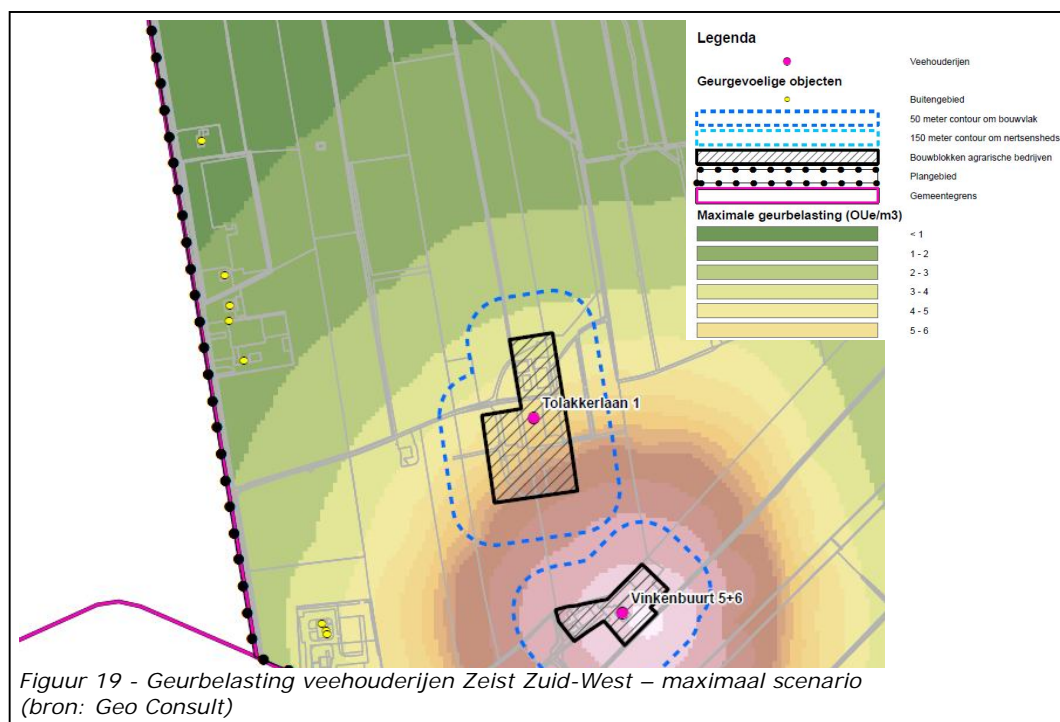 Legenda
Veehouderijen
Geurgevoelige objecten
Buitengebied
50 meter contour om bouwvlak
150 meter contour om nertsensheds
Bouwblokken agrarische bedrijven
Plangebied
Gemeentegrens
Maximale geurbelasting (OUe/m3)
< 1
1 - 2
2 - 3
3 - 4
4 - 5
5 - 6
Tolakkerlaan 1
Vinkenbuurt 5+6
Figuur 19 - Geurbelasting veehouderijen Zeist Zuid-West – maximaal scenario
(bron: Geo Consult)